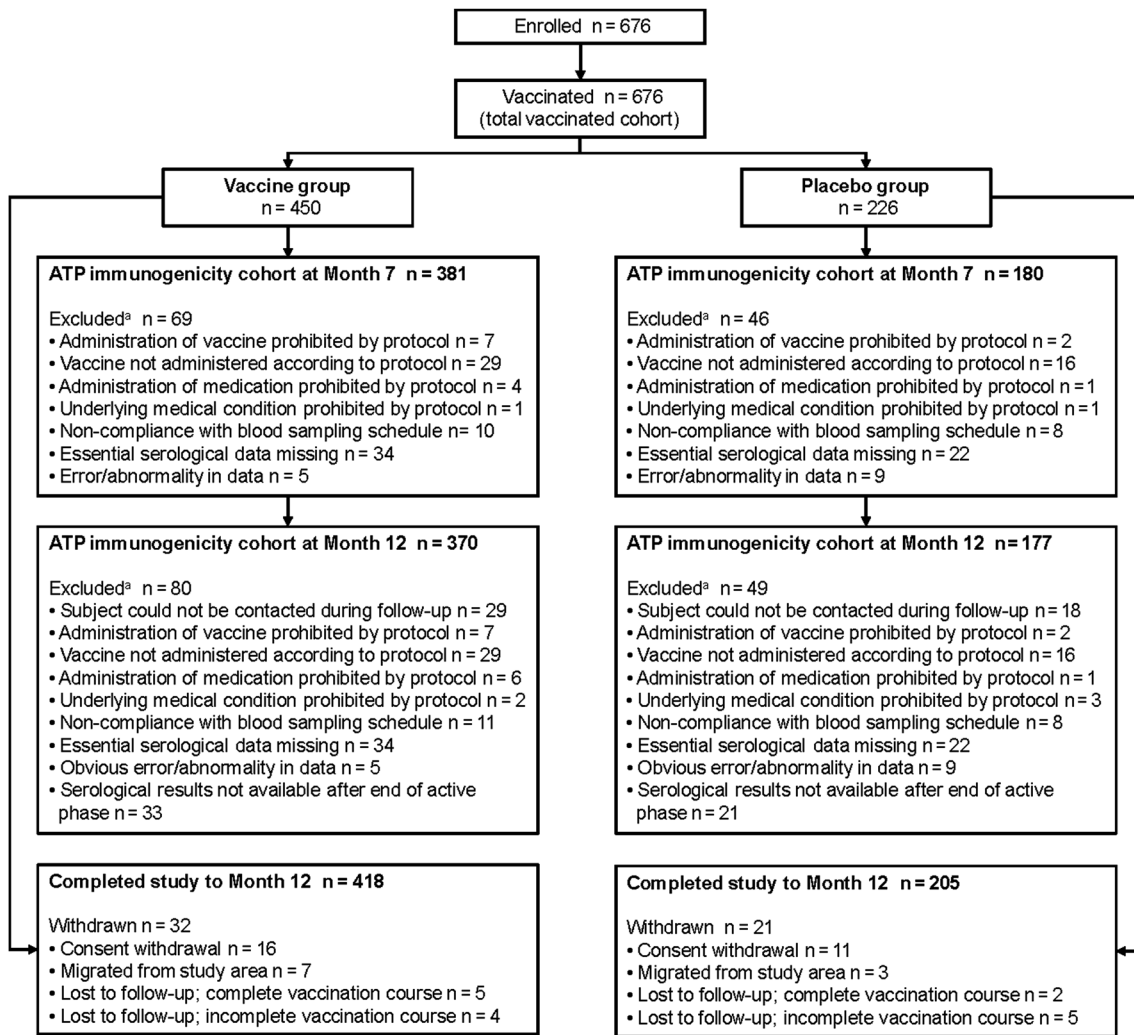 Enrolled n = 676
Vaccinated n = 676
(total vaccinated cohort)
Vaccine group
n = 450
Placebo group
n = 226
ATP immunogenicity cohort at Month 7 n = 381
Excludedᵃ n = 69
• Administration of vaccine prohibited by protocol n = 7
• Vaccine not administered according to protocol n = 29
• Administration of medication prohibited by protocol n = 4
• Underlying medical condition prohibited by protocol n = 1
• Non-compliance with blood sampling schedule n= 10
• Essential serological data missing n = 34
• Error/abnormality in data n = 5
ATP immunogenicity cohort at Month 7 n = 180
Excludedᵃ n = 46
• Administration of vaccine prohibited by protocol n = 2
• Vaccine not administered according to protocol n = 16
• Administration of medication prohibited by protocol n = 1
• Underlying medical condition prohibited by protocol n = 1
• Non-compliance with blood sampling schedule n = 8
• Essential serological data missing n = 22
• Error/abnormality in data n = 9
ATP immunogenicity cohort at Month 12 n = 370
Excludedᵃ n = 80
• Subject could not be contacted during follow-up n = 29
• Administration of vaccine prohibited by protocol n = 7
• Vaccine not administered according to protocol n = 29
• Administration of medication prohibited by protocol n = 6
• Underlying medical condition prohibited by protocol n = 2
• Non-compliance with blood sampling schedule n = 11
• Essential serological data missing n = 34
• Obvious error/abnormality in data n = 5
• Serological results not available after end of active
phase n = 33
ATP immunogenicity cohort at Month 12 n = 177
Excludedᵃ n = 49
• Subject could not be contacted during follow-up n = 18
• Administration of vaccine prohibited by protocol n = 2
• Vaccine not administered according to protocol n = 16
• Administration of medication prohibited by protocol n = 1
• Underlying medical condition prohibited by protocol n = 3
• Non-compliance with blood sampling schedule n = 8
• Essential serological data missing n = 22
• Obvious error/abnormality in data n = 9
• Serological results not available after end of active
phase n = 21
Completed study to Month 12 n = 418
Withdrawn n = 32
• Consent withdrawal n = 16
• Migrated from study area n = 7
• Lost to follow-up; complete vaccination course n = 5
• Lost to follow-up; incomplete vaccination course n = 4
Completed study to Month 12 n = 205
Withdrawn n = 21
• Consent withdrawal n = 11
• Migrated from study area n = 3
• Lost to follow-up; complete vaccination course n = 2
• Lost to follow-up; incomplete vaccination course n = 5